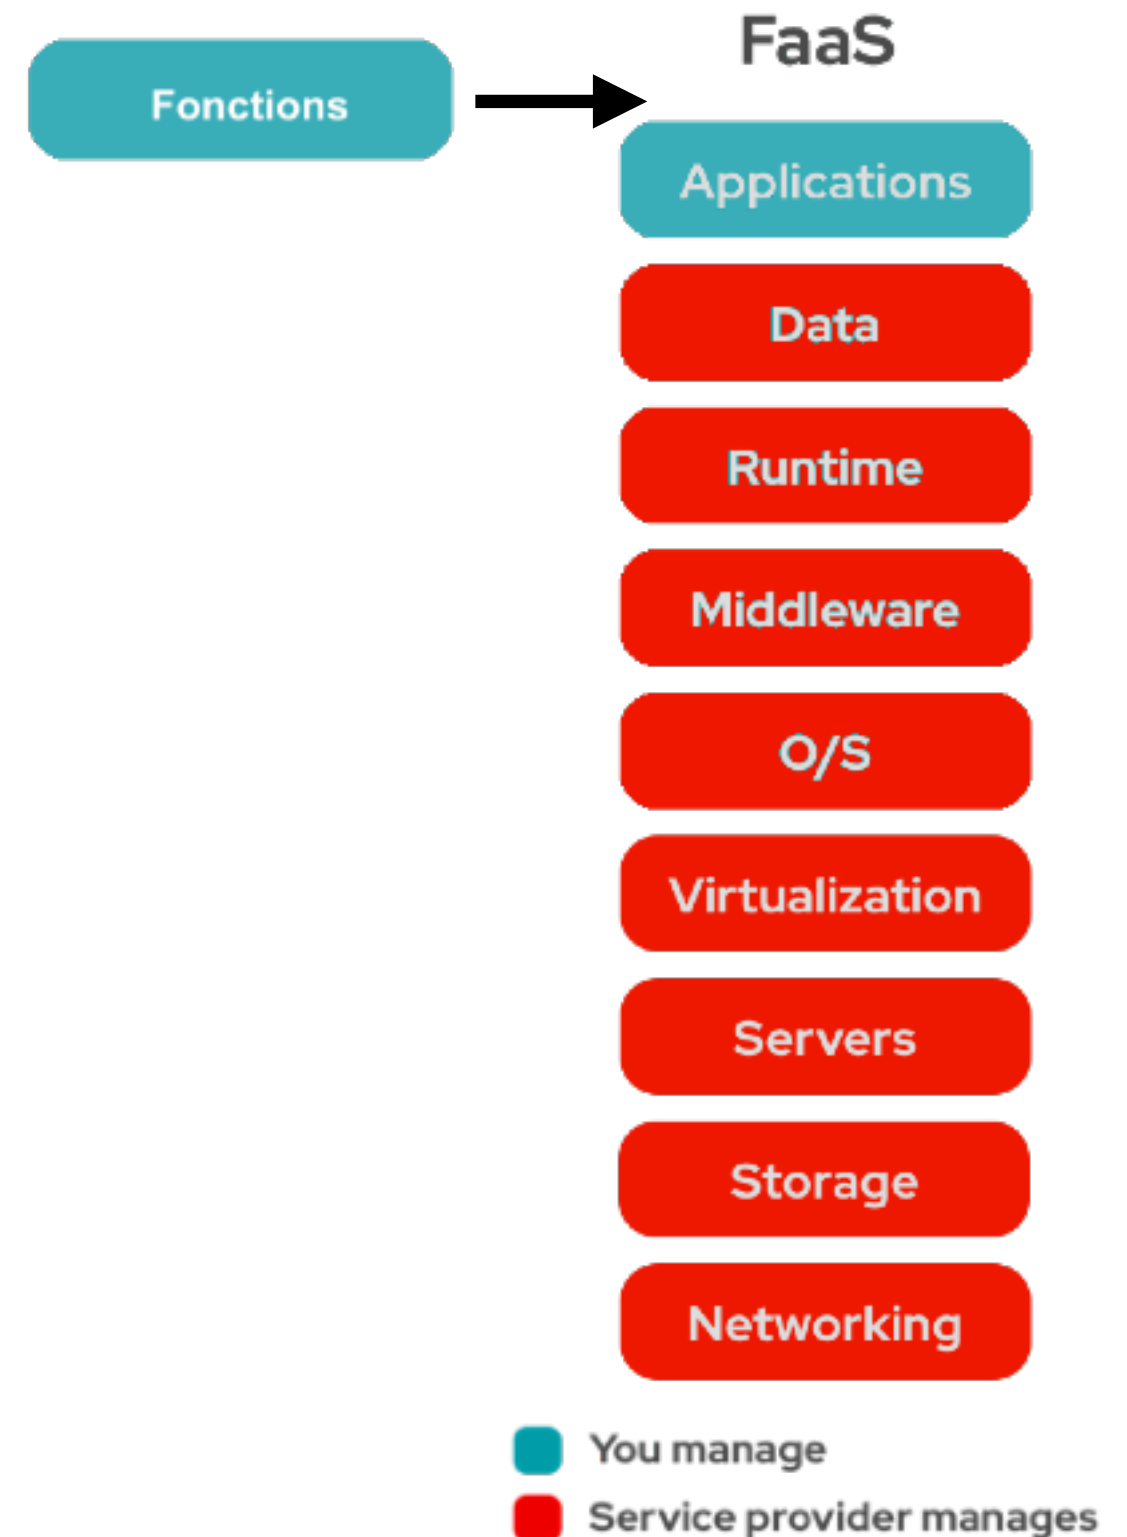 FaaS
Fonctions
Applications
Data
Runtime
Middleware
O/S
Virtualization
Servers
Storage
Networking
You manage
Service provider manages